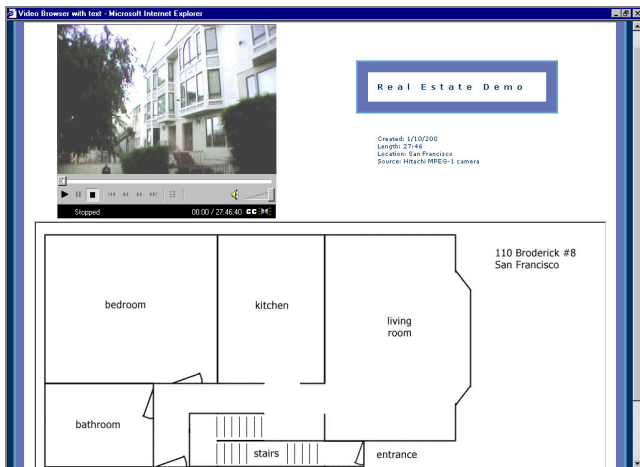 Video Browser with text - Microsoft Internet Explorer
Real Estate Demo
Created: 1/10/200
Length: 27:46
Location: San Francisco
Source: Hitachi MPEG-1 camera
Stopped
00:00 / 27:46:40 CC
110 Broderick #8
San Francisco
bedroom
kitchen
living
room
bathroom
stairs
entrance